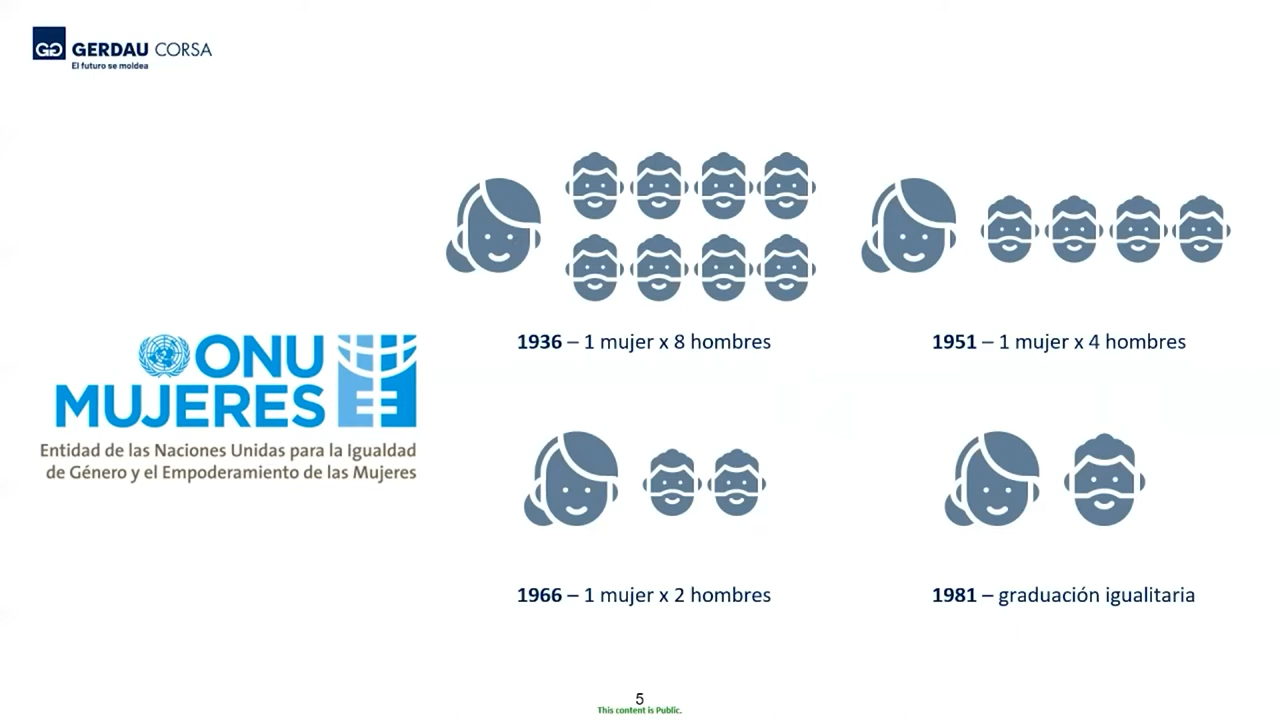 GERDAU CORSA
El futuro se moldea
1936 – 1 mujer x 8 hombres
1951 – 1 mujer x 4 hombres
ONU
MUJERES
Entidad de las Naciones Unidas para la Igualdad
de Género y el Empoderamiento de las Mujeres
1966 – 1 mujer x 2 hombres
1981 – graduación igualitaria
5
This content is Public.